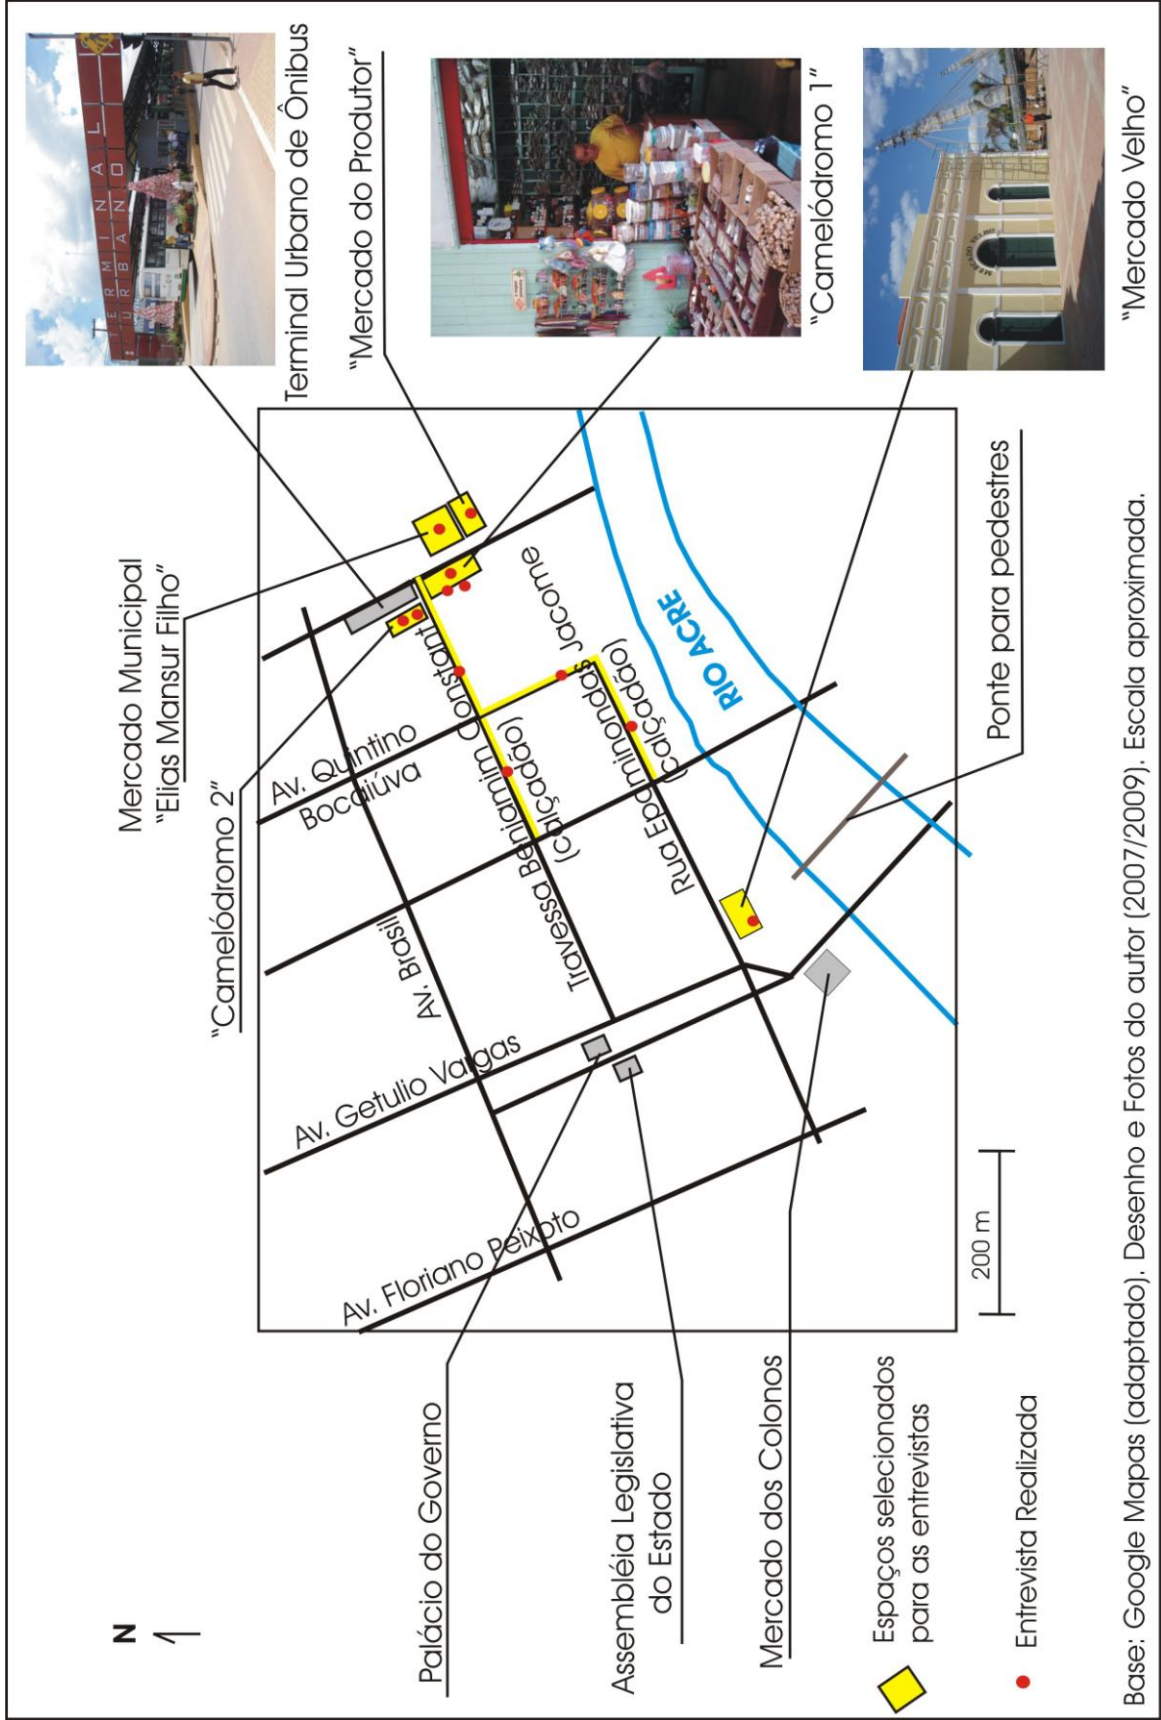 N
TERMINAL
URBANO
Mercado Municipal
"Elias Mansur Filho"
"Camelódromo 2"
Terminal Urbano de Ônibus
"Mercado do Produtor"
Av. Quintino
Bocaiúva
Av. Brasil
Av. Getulio Vargas
Av. Floriano Peixoto
Travessa Benjamim Constant
(calçadão)
Rua Epaminondas Jacome
(calçadão)
RIO ACRE
Palácio do Governo
Assembléia Legislativa
do Estado
Mercado dos Colonos
"Camelódromo 1"
MERCADO VELHO
Ponte para pedestres
200 m
"Mercado Velho"
Espaços selecionados
para as entrevistas
Entrevista Realizada
Base: Google Mapas (adaptado). Desenho e Fotos do autor (2007/2009). Escala aproximada.